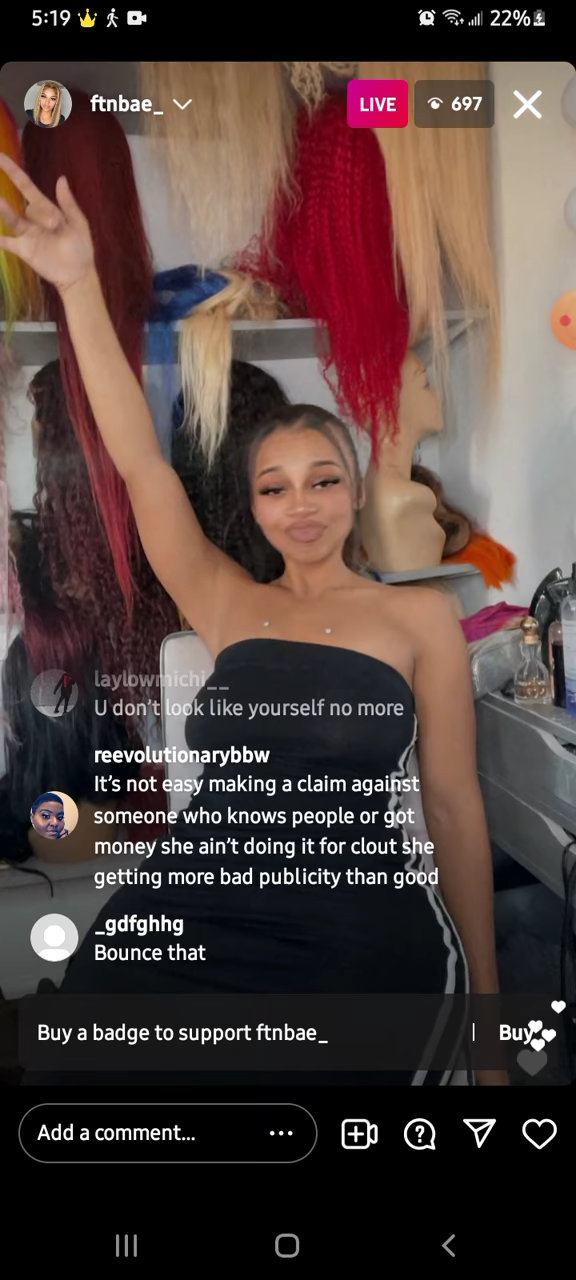 5:19
22%
ftnbae_
LIVE
697
laylowmichi__
U don't look like yourself no more
reevolutionarybbw
It's not easy making a claim against
someone who knows people or got
money she ain't doing it for clout she
getting more bad publicity than good
_gdfghhg
Bounce that
Buy a badge to support ftnbae_ | Buy
Add a comment...